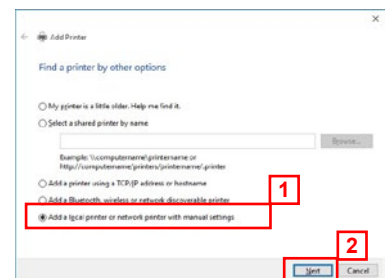 Add Printer
Find a printer by other options
My printer is a little older. Help me find it.
Select a shared printer by name
Browse...
Example: \\computername\printername or
http://computername/printers/printername/.printer
Add a printer using a TCP/IP address or hostname
1
Add a Bluetooth, wireless or network discoverable printer
Add a local printer or network printer with manual settings
2
Next Cancel